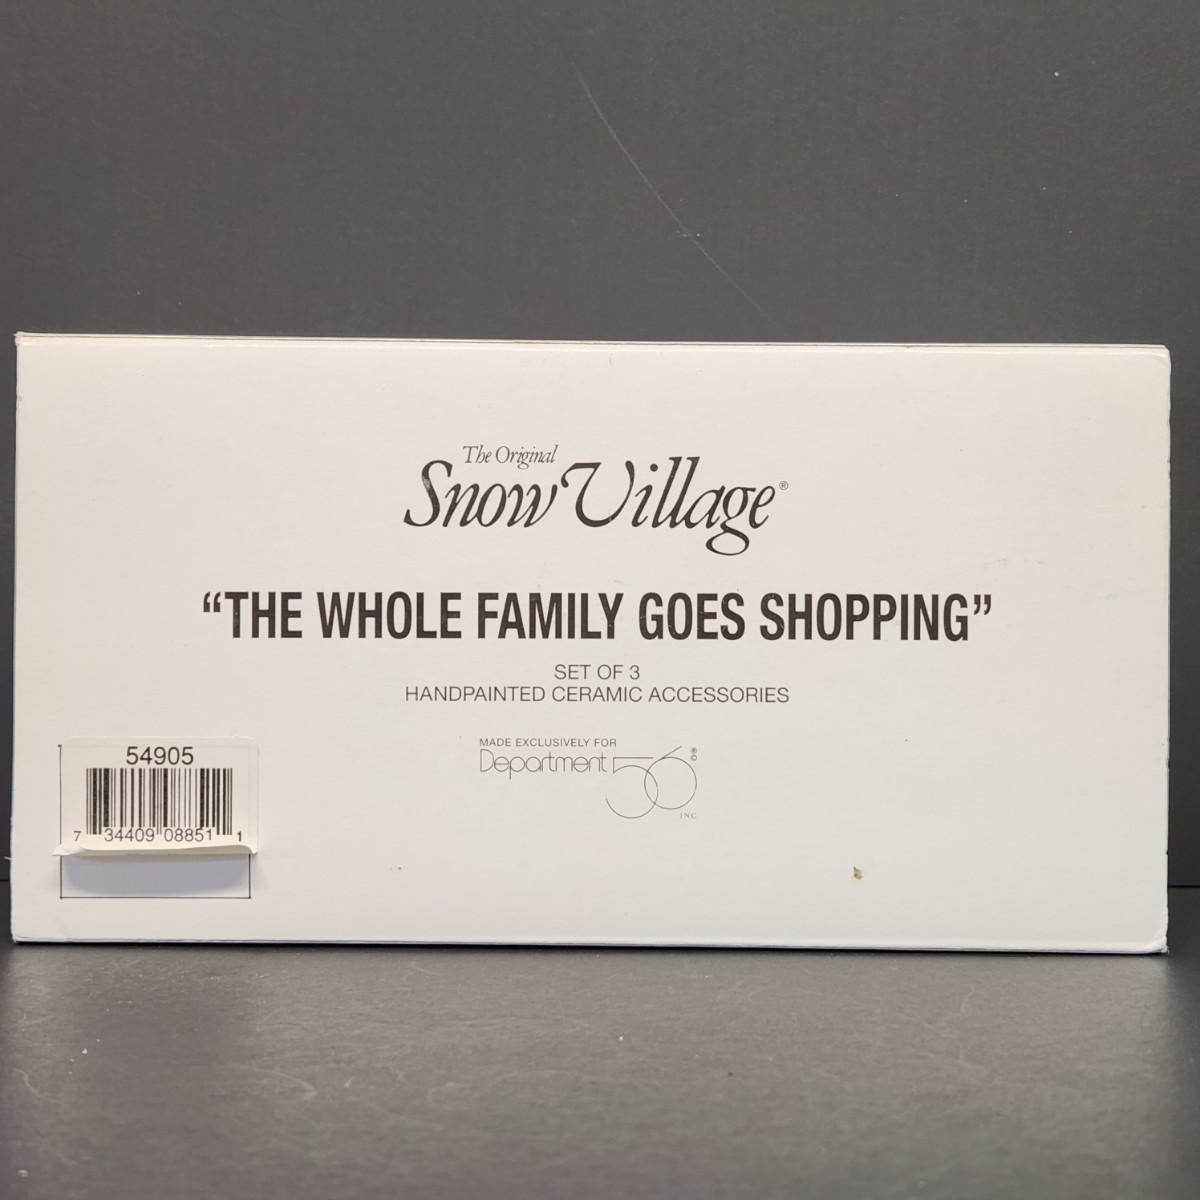 The Original
Snow Village®
“THE WHOLE FAMILY GOES SHOPPING”
SET OF 3
HANDPAINTED CERAMIC ACCESSORIES
MADE EXCLUSIVELY FOR
Department 56 ®©
INC
54905
7 34409 08851 1